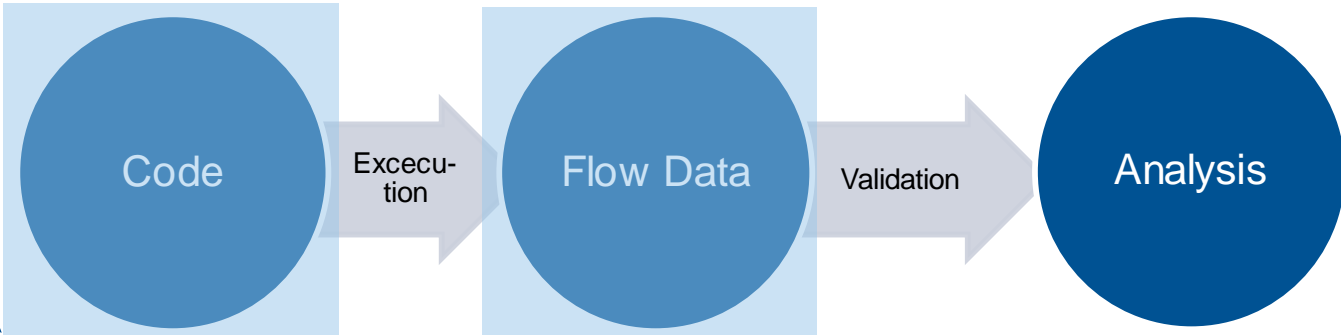 Code
Excecu-
tion
Flow Data
Validation
Analysis